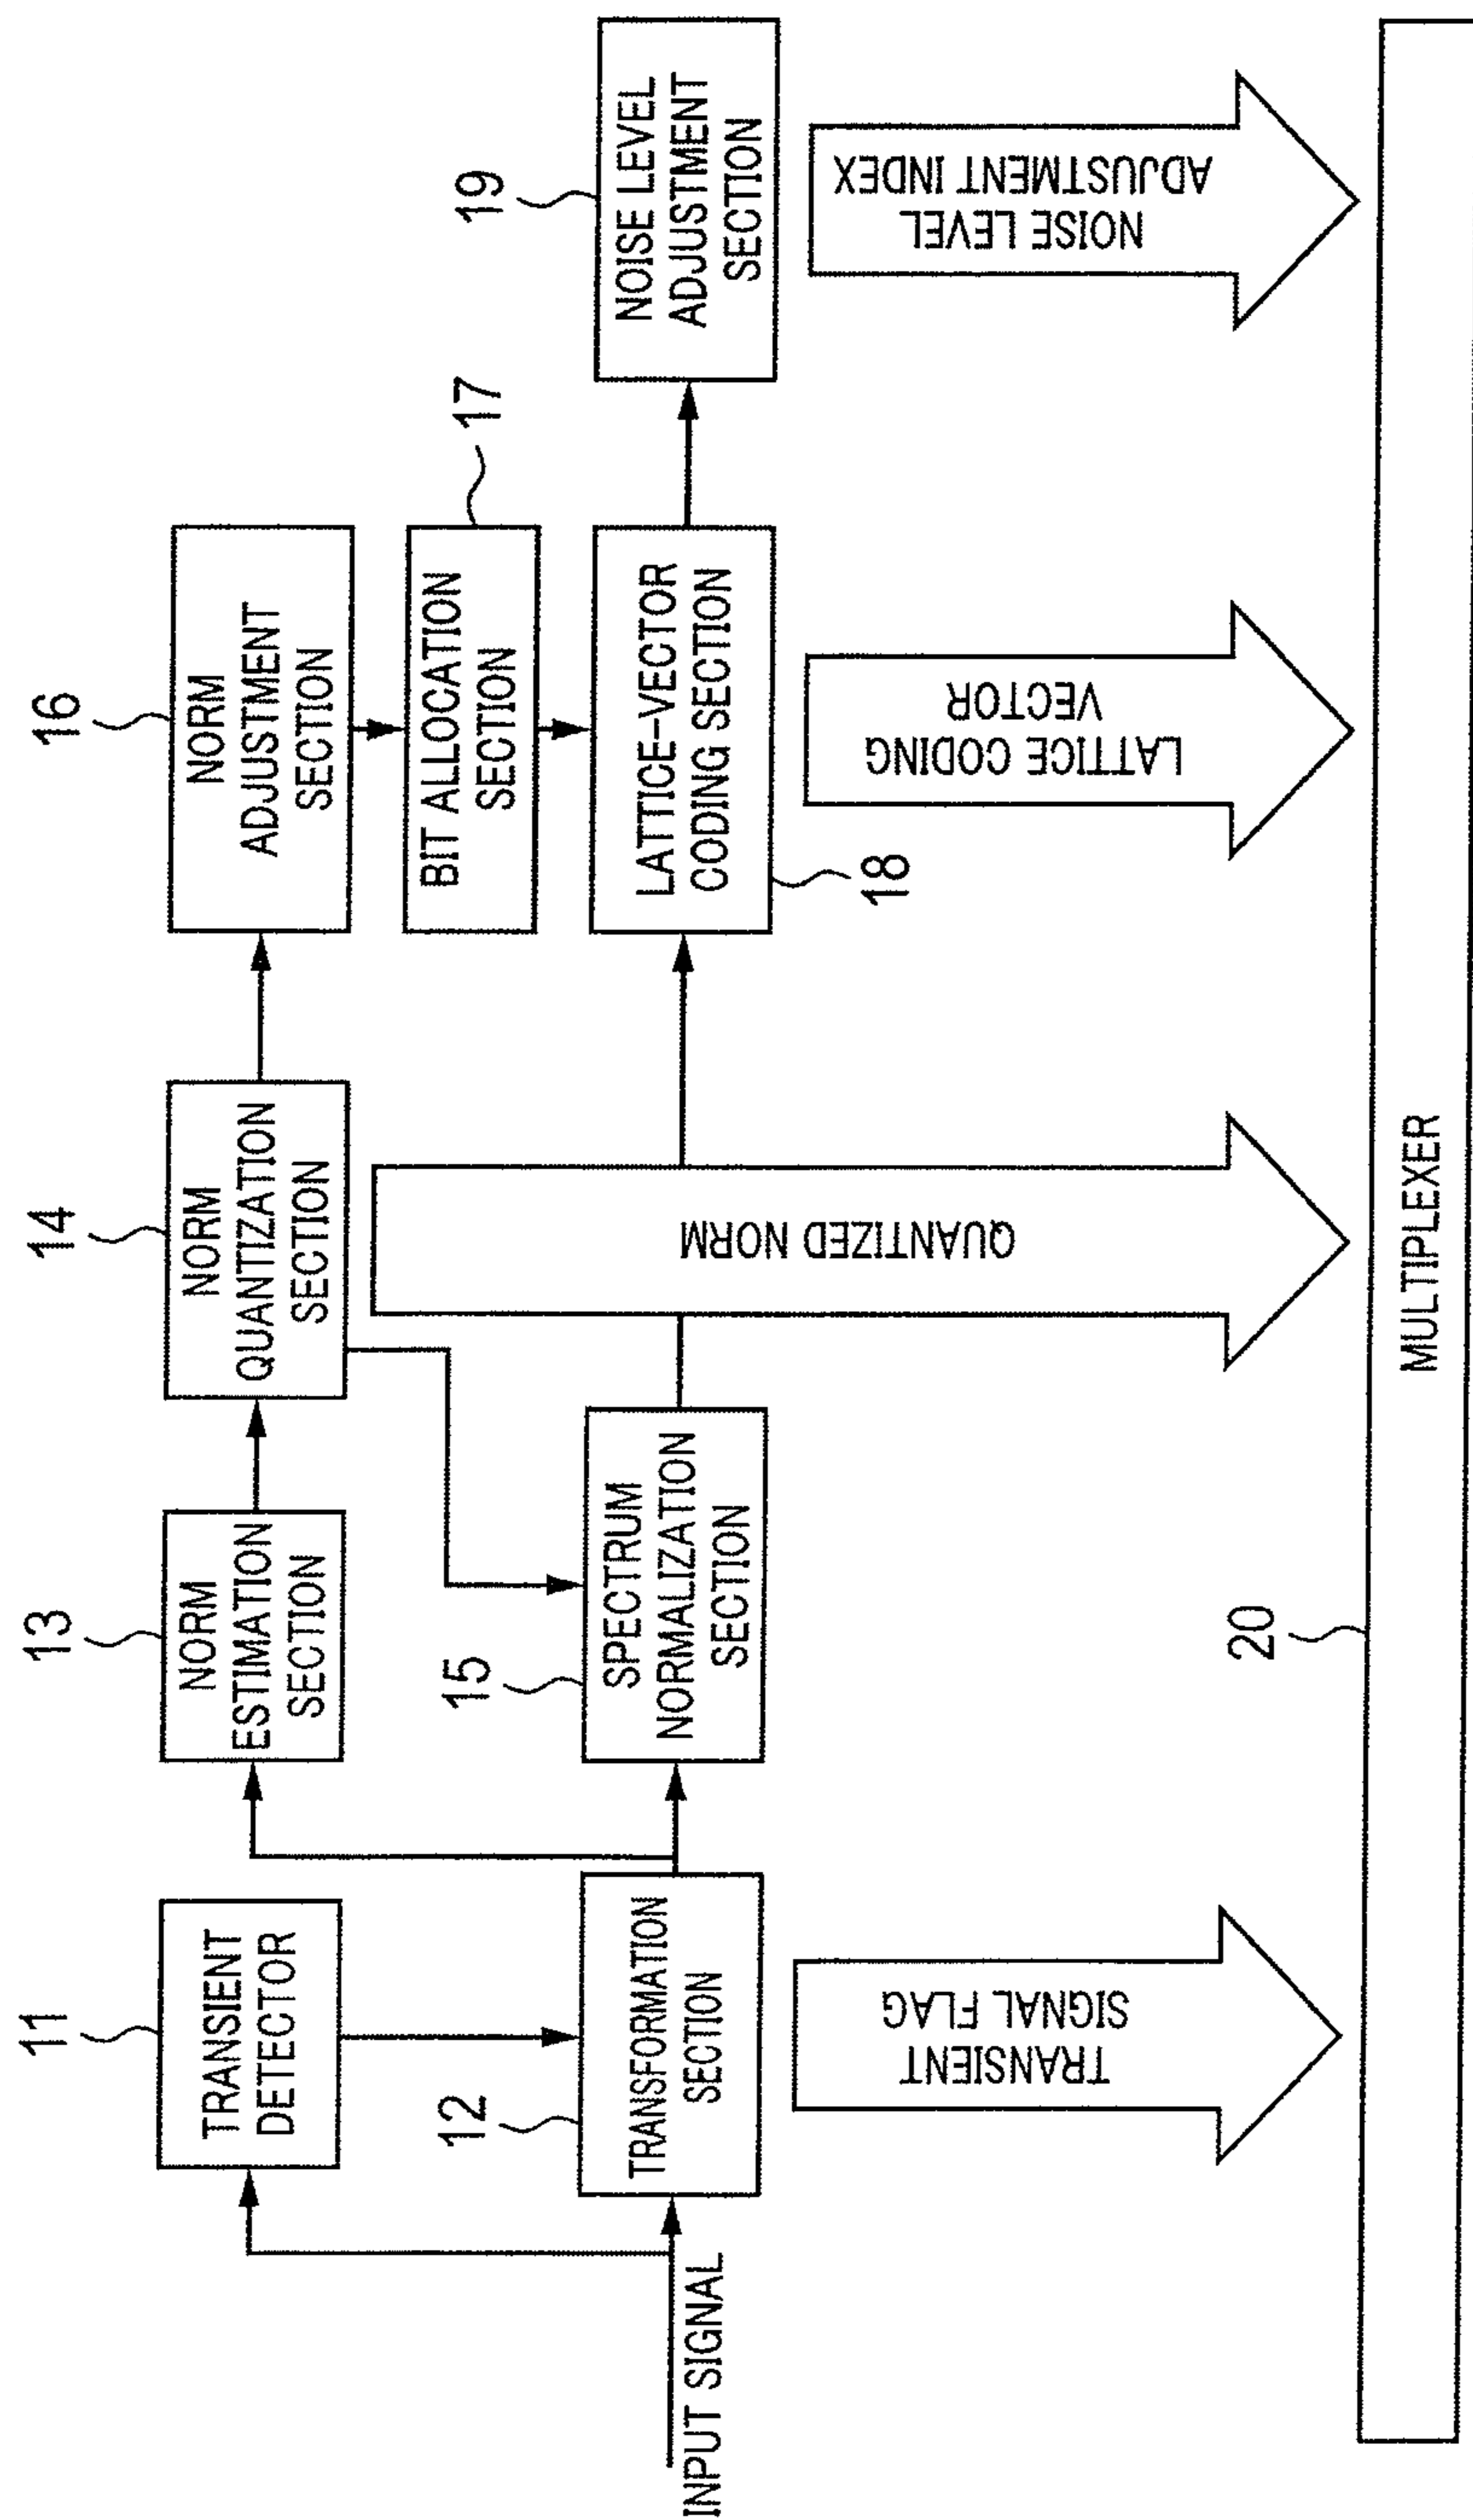 11
TRANSIENT
DETECTOR
13
NORM
ESTIMATION
SECTION
14
NORM
QUANTIZATION
SECTION
16
NORM
ADJUSTMENT
SECTION
17
BIT ALLOCATION
SECTION
INPUT SIGNAL
12
TRANSFORMATION
SECTION
15
SPECTRUM
NORMALIZATION
SECTION
LATTICE-VECTOR
CODING SECTION
18
19
NOISE LEVEL
ADJUSTMENT
SECTION
TRANSIENT
SIGNAL FLAG
QUANTIZED NORM
LATTICE CODING
VECTOR
NOISE LEVEL
ADJUSTMENT INDEX
20
MULTIPLEXER